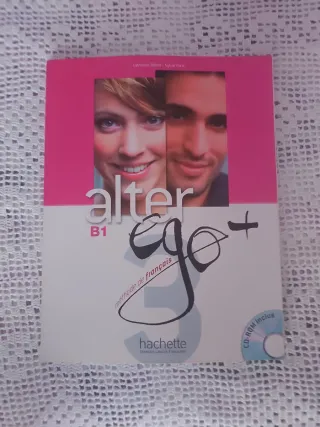 alter
ego+
B1
méthode de français
3
hachette
CD-ROM inclus